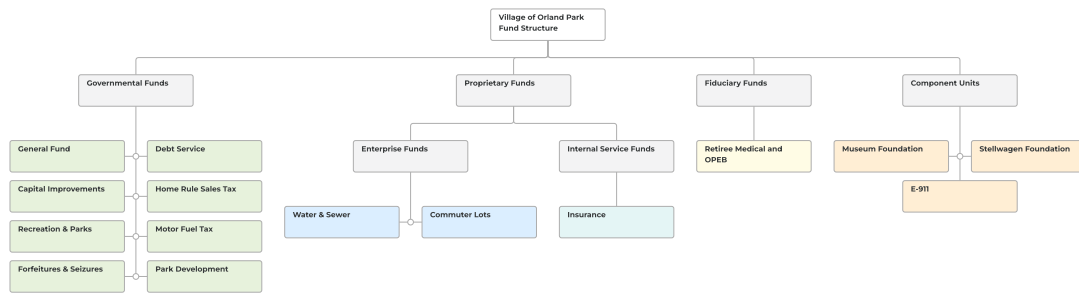 Village of Orland Park
Fund Structure
Governmental Funds
Proprietary Funds
Fiduciary Funds
Component Units
General Fund
Debt Service
Enterprise Funds
Internal Service Funds
Retiree Medical and
OPEB
Museum Foundation
Stellwagen Foundation
Capital Improvements
Home Rule Sales Tax
E-911
Water & Sewer
Commuter Lots
Insurance
Recreation & Parks
Motor Fuel Tax
Forfeitures & Seizures
Park Development